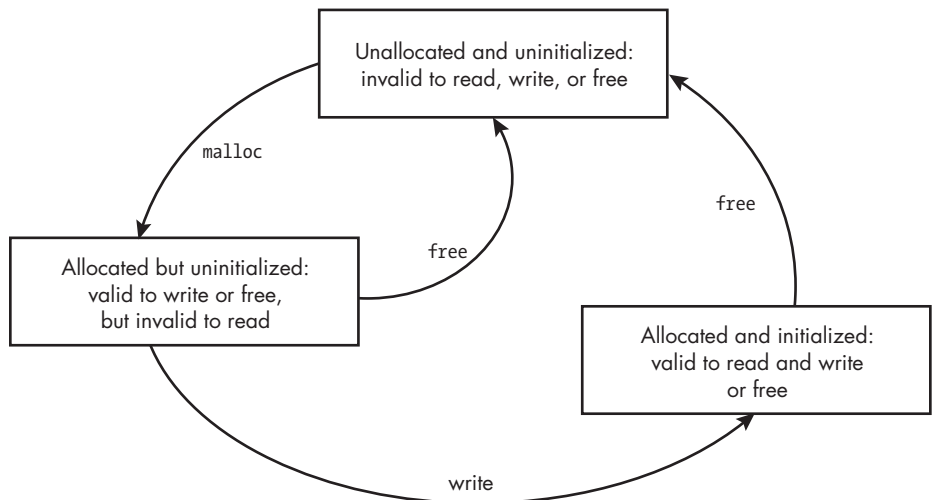 Unallocated and uninitialized:
invalid to read, write, or free
malloc
free
free
Allocated but uninitialized:
valid to write or free,
but invalid to read
Allocated and initialized:
valid to read and write
or free
write